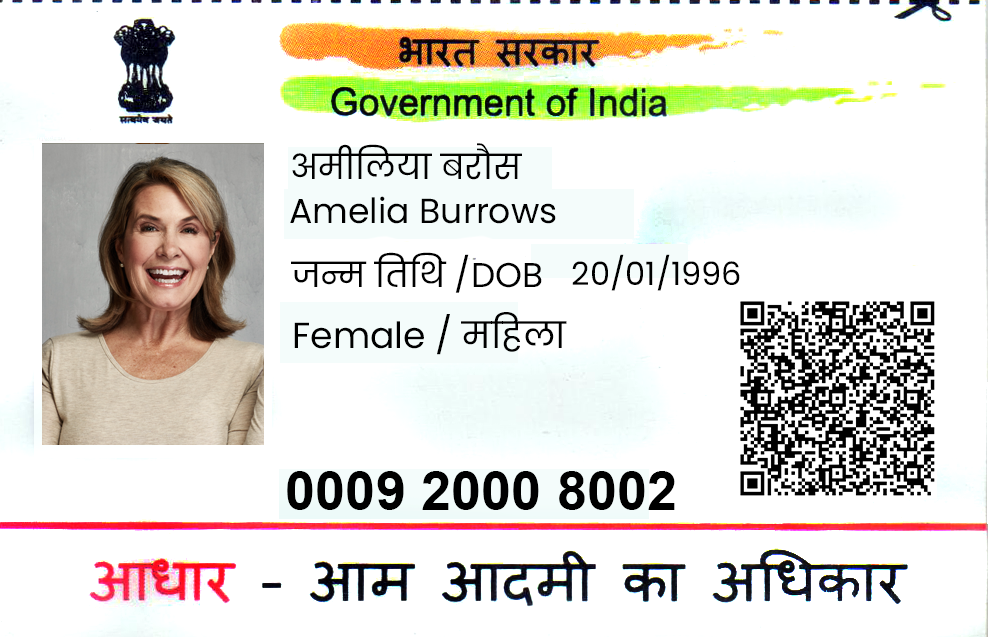 भारत सरकार
Government of India
सत्यमेव जयते
अमीलिया बरौस
Amelia Burrows
जन्म तिथि /DOB 20/01/1996
Female / महिला
0009 2000 8002
आधार - आम आदमी का अधिकार